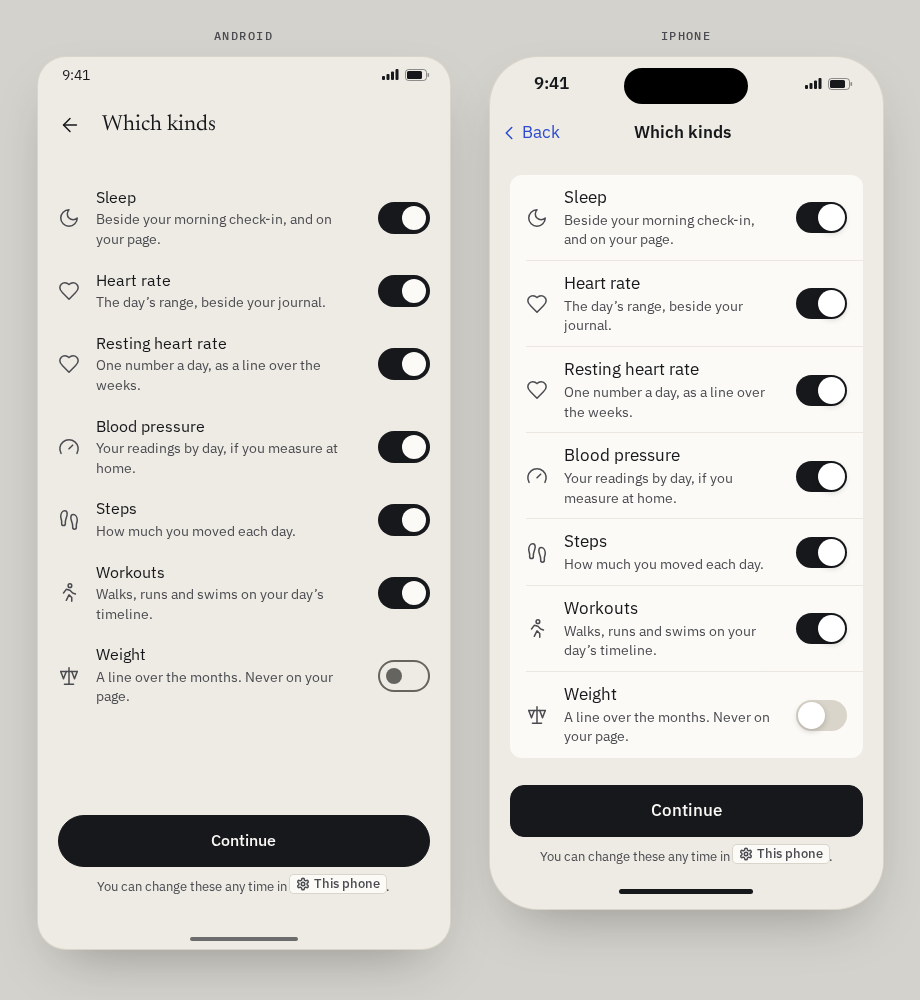 ANDROID
9:41
Which kinds
Sleep
Beside your morning check-in, and on
your page.
Heart rate
The day’s range, beside your journal.
Resting heart rate
One number a day, as a line over the
weeks.
Blood pressure
Your readings by day, if you measure at
home.
Steps
How much you moved each day.
Workouts
Walks, runs and swims on your day’s
timeline.
Weight
A line over the months. Never on your
page.
Continue
You can change these any time in This phone.
IPHONE
9:41
Back
Which kinds
Sleep
Beside your morning check-in,
and on your page.
Heart rate
The day’s range, beside your
journal.
Resting heart rate
One number a day, as a line over
the weeks.
Blood pressure
Your readings by day, if you
measure at home.
Steps
How much you moved each day.
Workouts
Walks, runs and swims on your
day’s timeline.
Weight
A line over the months. Never on
your page.
Continue
You can change these any time in This phone.